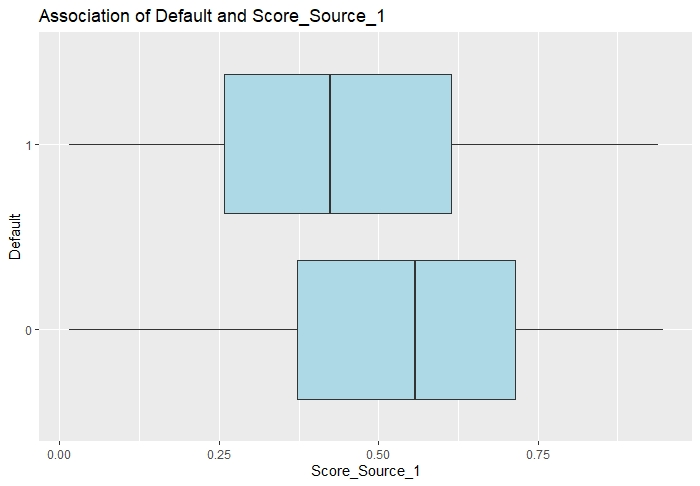 Association of Default and Score_Source_1
Default
1
0
0.00 0.25 0.50 0.75
Score_Source_1